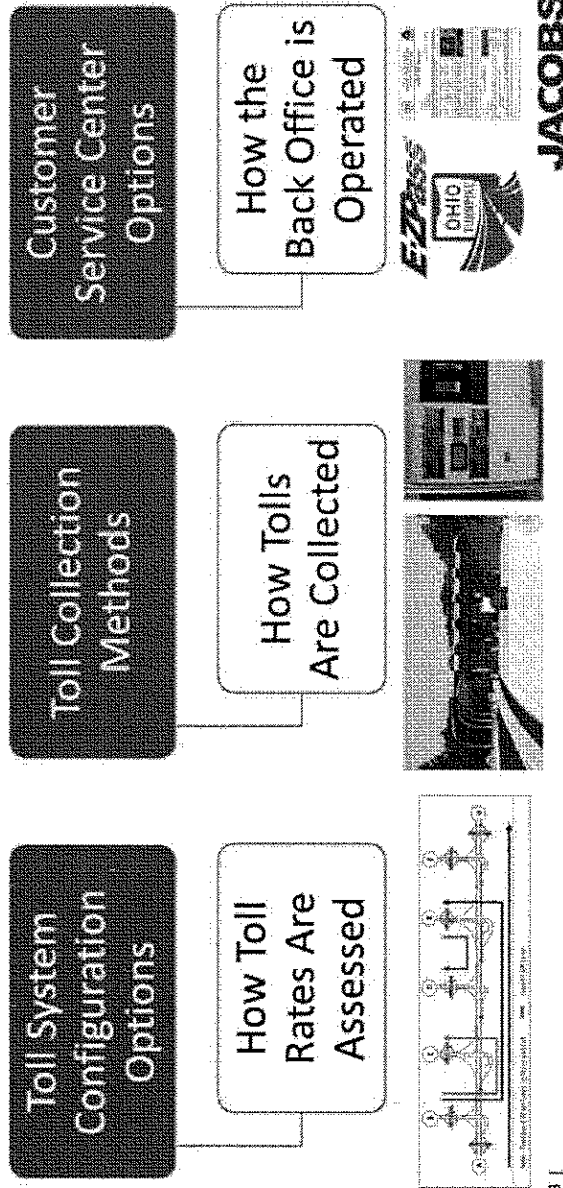 Toll System
Configuration
Options
How Toll
Rates Are
Assessed
Toll Collection
Methods
How Tolls
Are Collected
Customer
Service Center
Options
How the
Back Office is
Operated
E-ZPass
OHIO
TURNPIKE
JACOBS